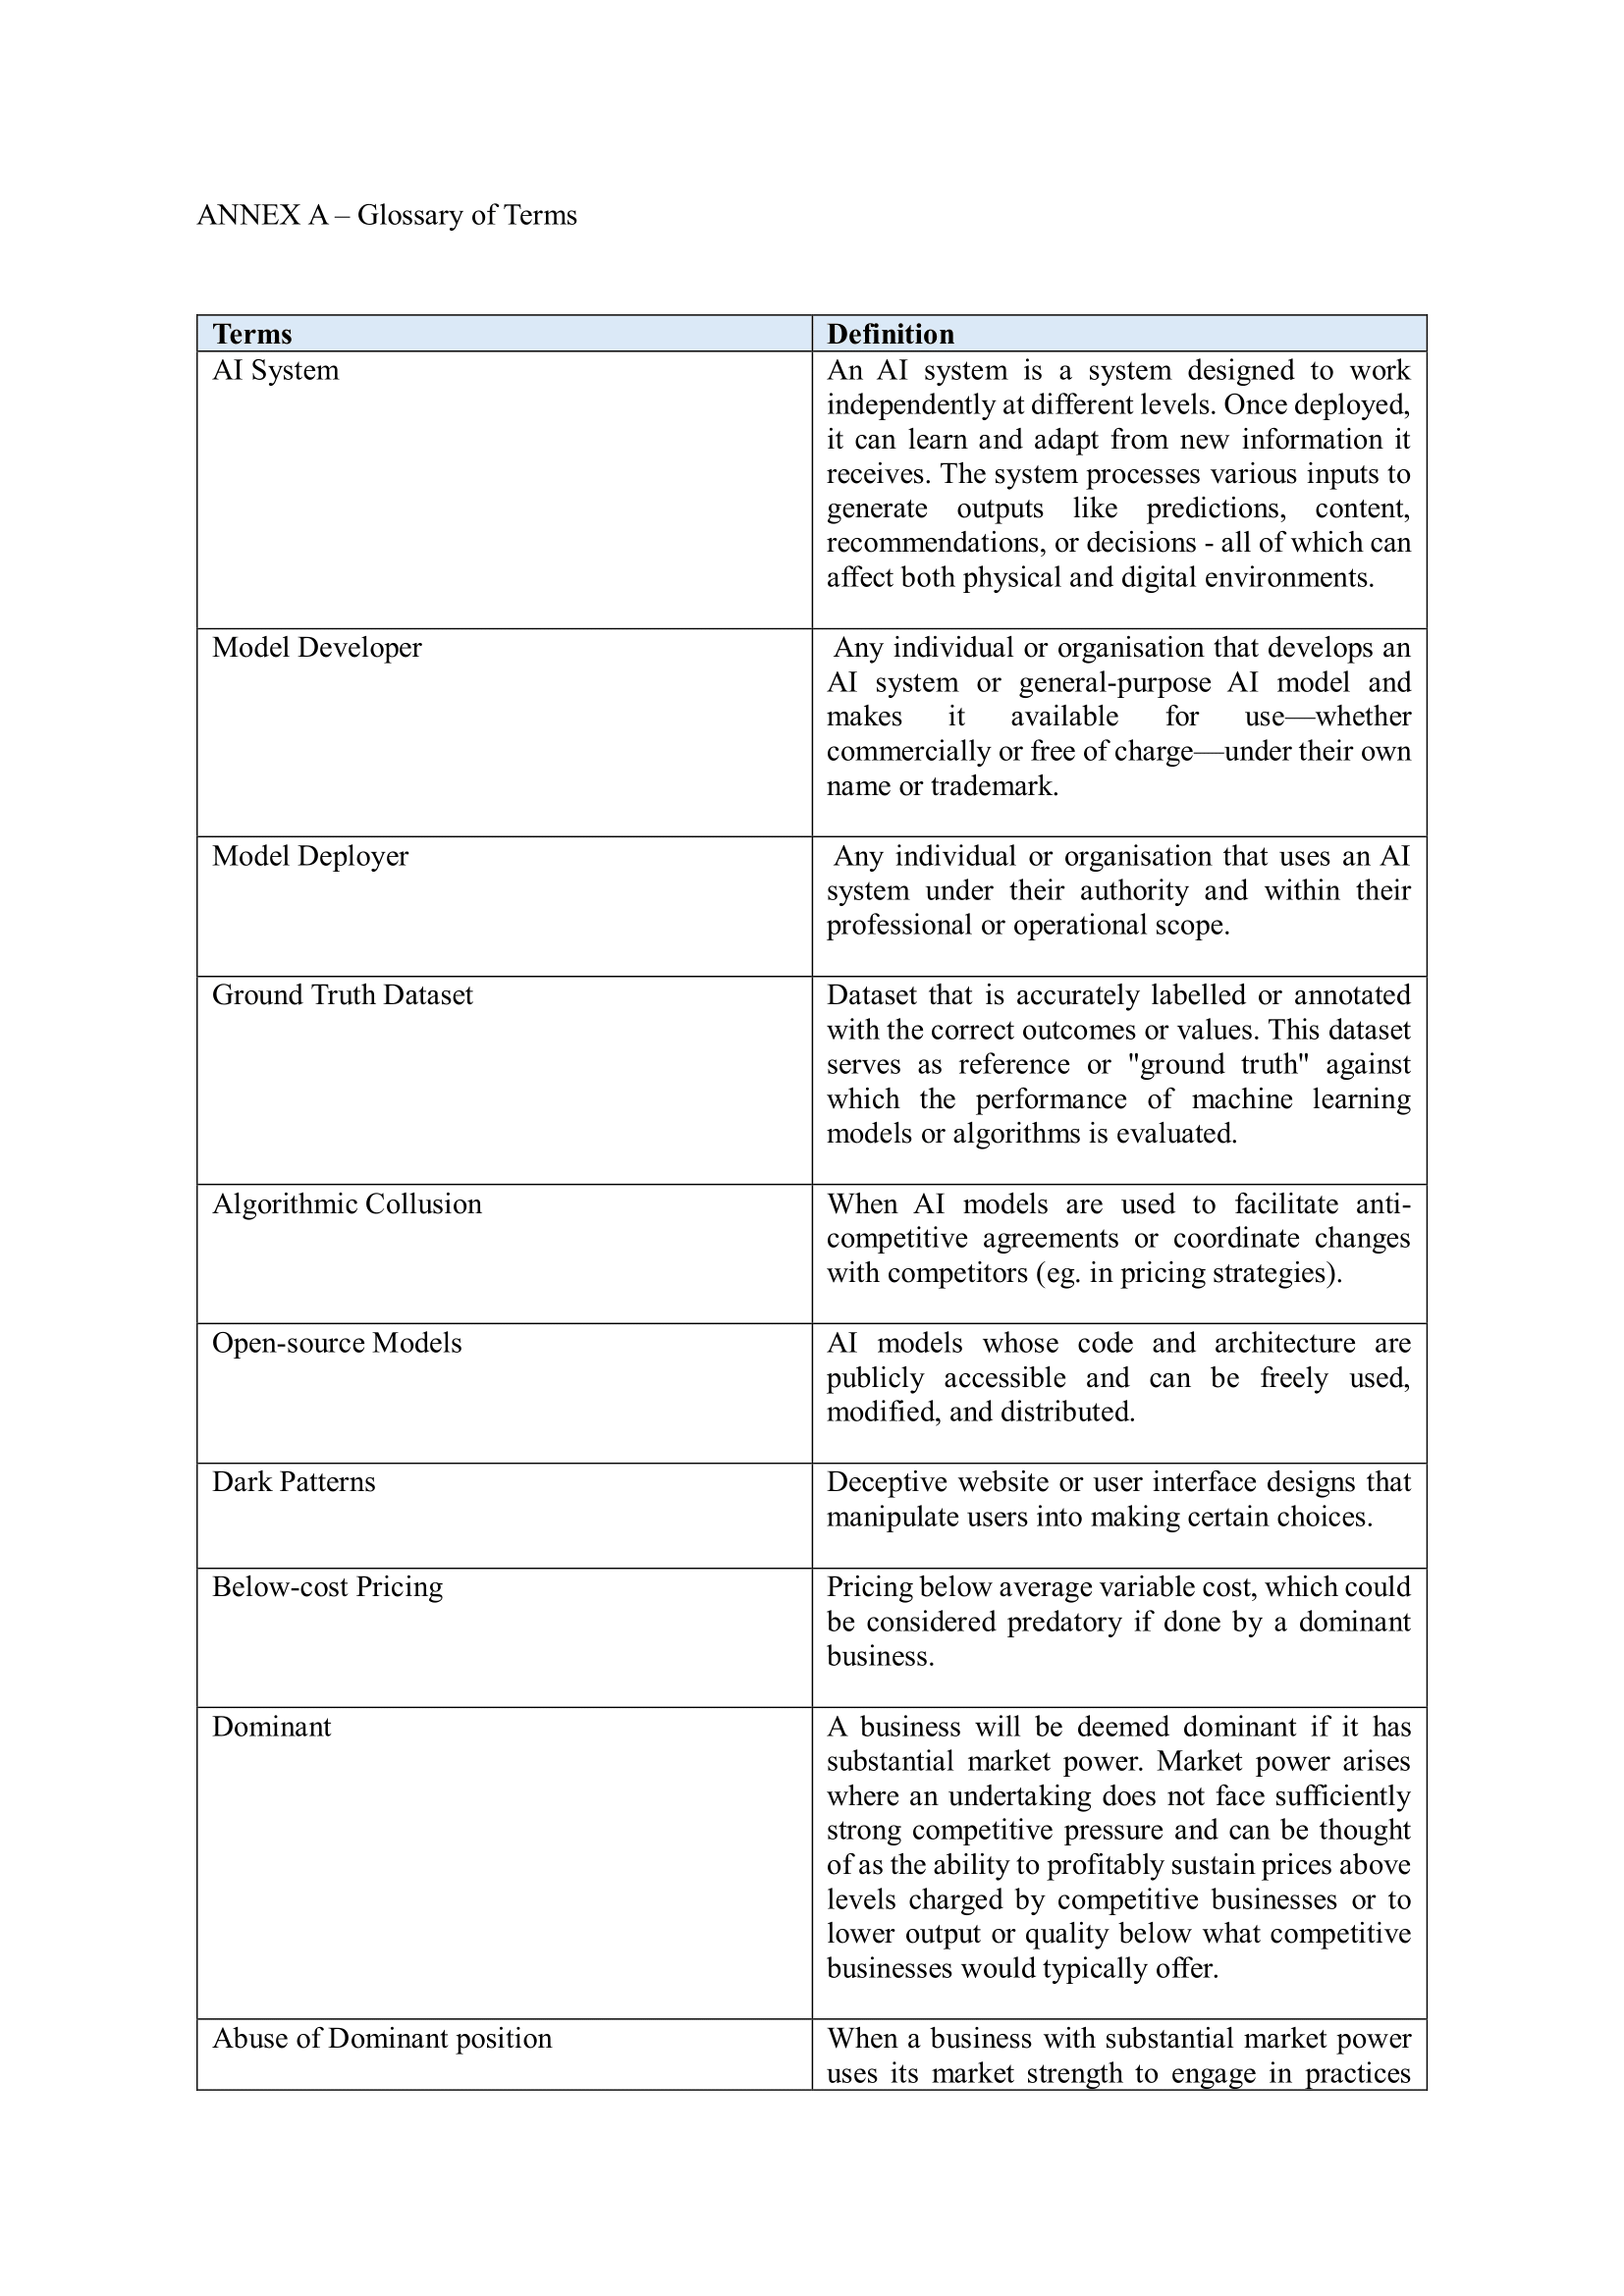 ANNEX A – Glossary of Terms
Terms
Definition
AI System
An AI system is a system designed to work
independently at different levels. Once deployed,
it can learn and adapt from new information it
receives. The system processes various inputs to
generate outputs like predictions, content,
recommendations, or decisions - all of which can
affect both physical and digital environments.
Model Developer
Any individual or organisation that develops an
AI system or general-purpose AI model and
makes it available for use—whether
commercially or free of charge—under their own
name or trademark.
Model Deployer
Any individual or organisation that uses an AI
system under their authority and within their
professional or operational scope.
Ground Truth Dataset
Dataset that is accurately labelled or annotated
with the correct outcomes or values. This dataset
serves as reference or "ground truth" against
which the performance of machine learning
models or algorithms is evaluated.
Algorithmic Collusion
When AI models are used to facilitate anti-
competitive agreements or coordinate changes
with competitors (eg. in pricing strategies).
Open-source Models
AI models whose code and architecture are
publicly accessible and can be freely used,
modified, and distributed.
Dark Patterns
Deceptive website or user interface designs that
manipulate users into making certain choices.
Below-cost Pricing
Pricing below average variable cost, which could
be considered predatory if done by a dominant
business.
Dominant
A business will be deemed dominant if it has
substantial market power. Market power arises
where an undertaking does not face sufficiently
strong competitive pressure and can be thought
of as the ability to profitably sustain prices above
levels charged by competitive businesses or to
lower output or quality below what competitive
businesses would typically offer.
Abuse of Dominant position
When a business with substantial market power
uses its market strength to engage in practices